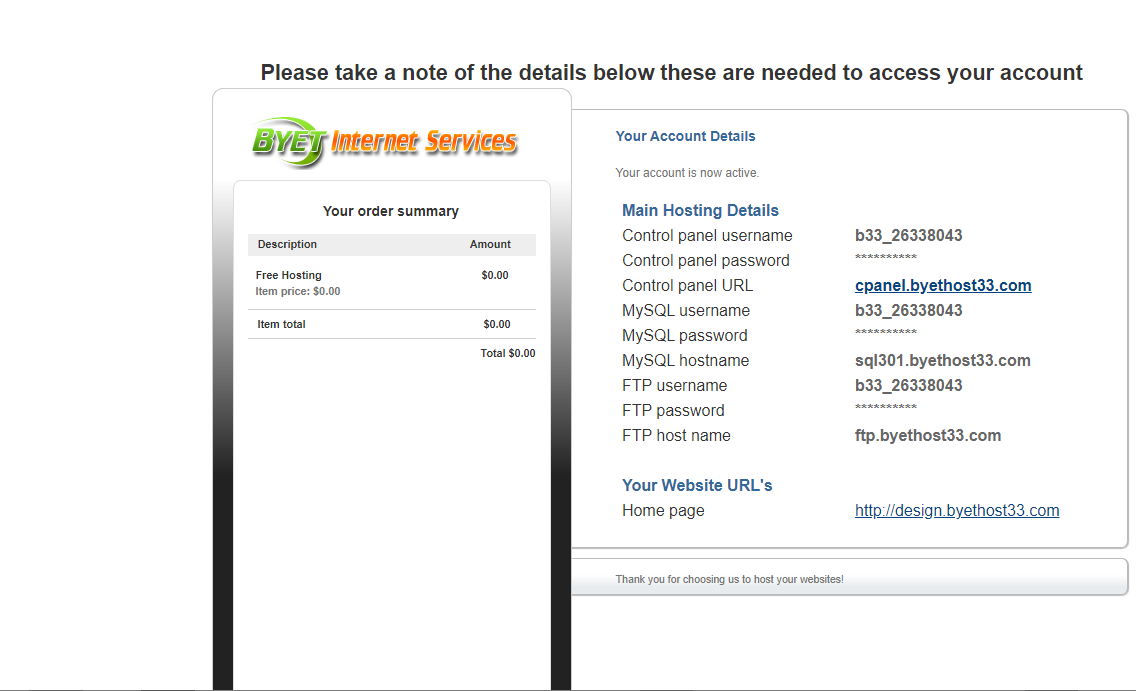 Please take a note of the details below these are needed to access your account
BYET Internet Services
Your order summary
Description Amount
Free Hosting $0.00
Item price: $0.00
Item total $0.00
Total $0.00
Your Account Details
Your account is now active.
Main Hosting Details
Control panel username b33_26338043
Control panel password **********
Control panel URL cpanel.byethost33.com
MySQL username b33_26338043
MySQL password **********
MySQL hostname sql301.byethost33.com
FTP username b33_26338043
FTP password **********
FTP host name ftp.byethost33.com
Your Website URL's
Home page http://design.byethost33.com
Thank you for choosing us to host your websites!